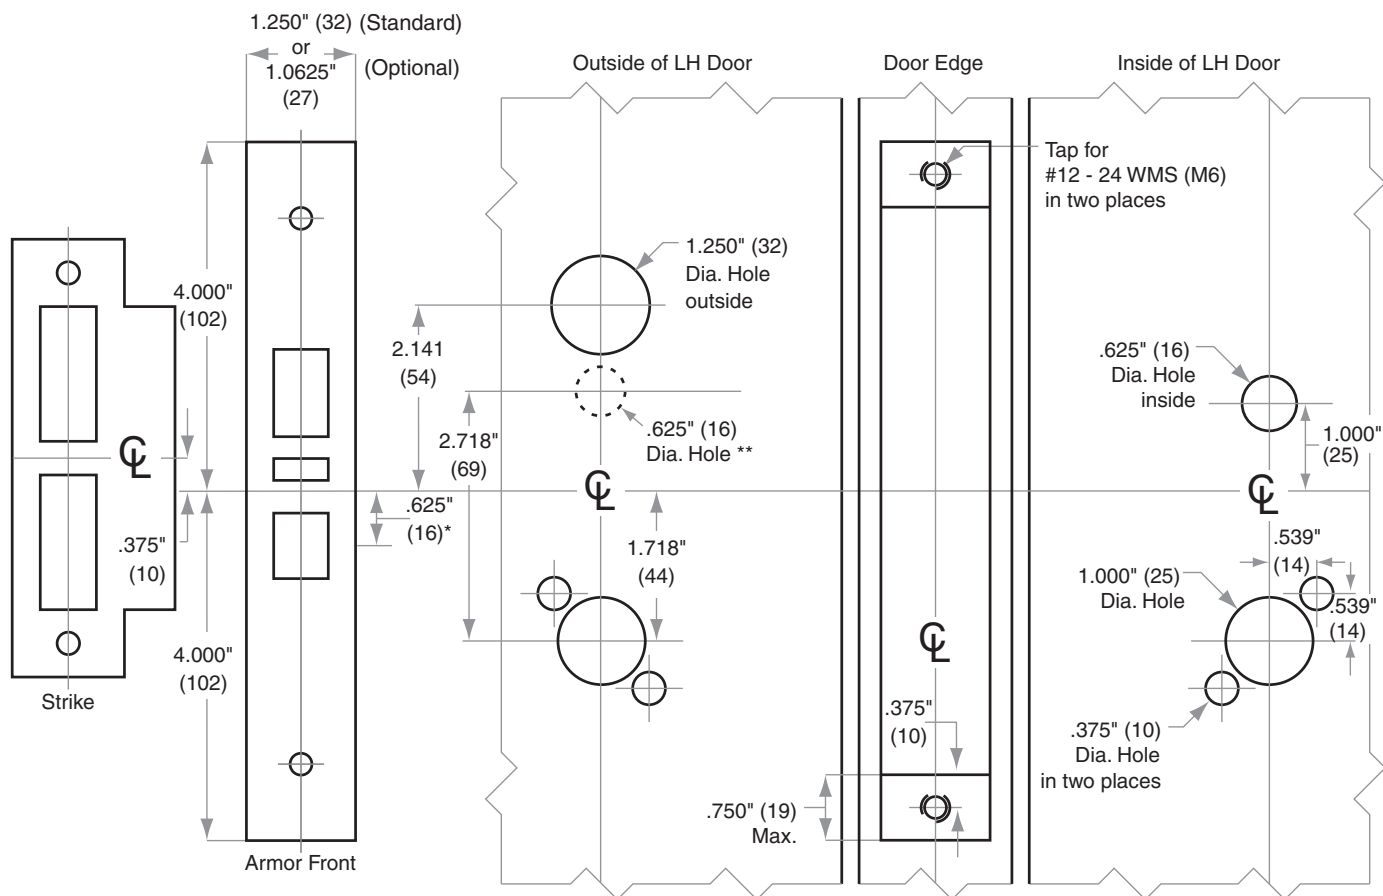 1.250" (32) (Standard)
or
1.0625" (Optional)
(27)
Outside of LH Door
Door Edge
Inside of LH Door
Tap for
#12 - 24 WMS (M6)
in two places
1.250" (32)
Dia. Hole
outside
4.000"
(102)
2.141
(54)
.625" (16)
Dia. Hole
inside
.625" (16)
Dia. Hole **
2.718"
(69)
1.000"
(25)
℄
℄
℄
.625"
(16)*
.375"
(10)
1.718"
(44)
.539"
(14)
1.000" (25)
Dia. Hole
.539"
(14)
℄
4.000"
(102)
Strike
.375"
(10)
.375" (10)
Dia. Hole
in two places
.750" (19)
Max.
Armor Front